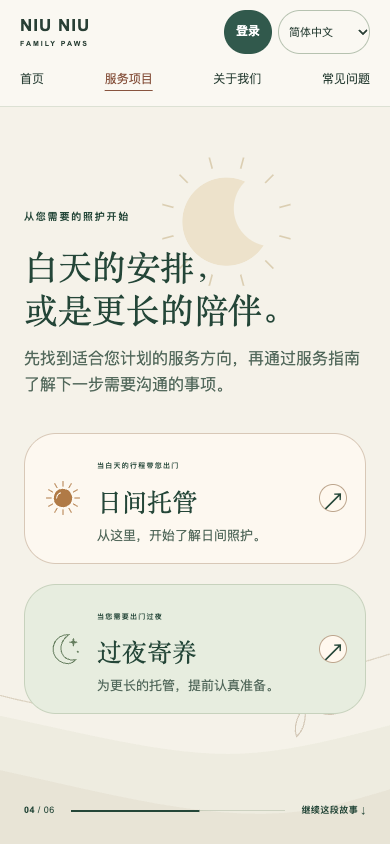 NIU NIU
FAMILY PAWS
登录
简体中文
首页
服务项目
关于我们
常见问题
从您需要的照护开始
白天的安排，
或是更长的陪伴。
先找到适合您计划的服务方向，再通过服务指南
了解下一步需要沟通的事项。
当白天的行程带您出门
日间托管
从这里，开始了解日间照护。
当您需要出门过夜
过夜寄养
为更长的托管，提前认真准备。
04 / 06
继续这段故事 ↓